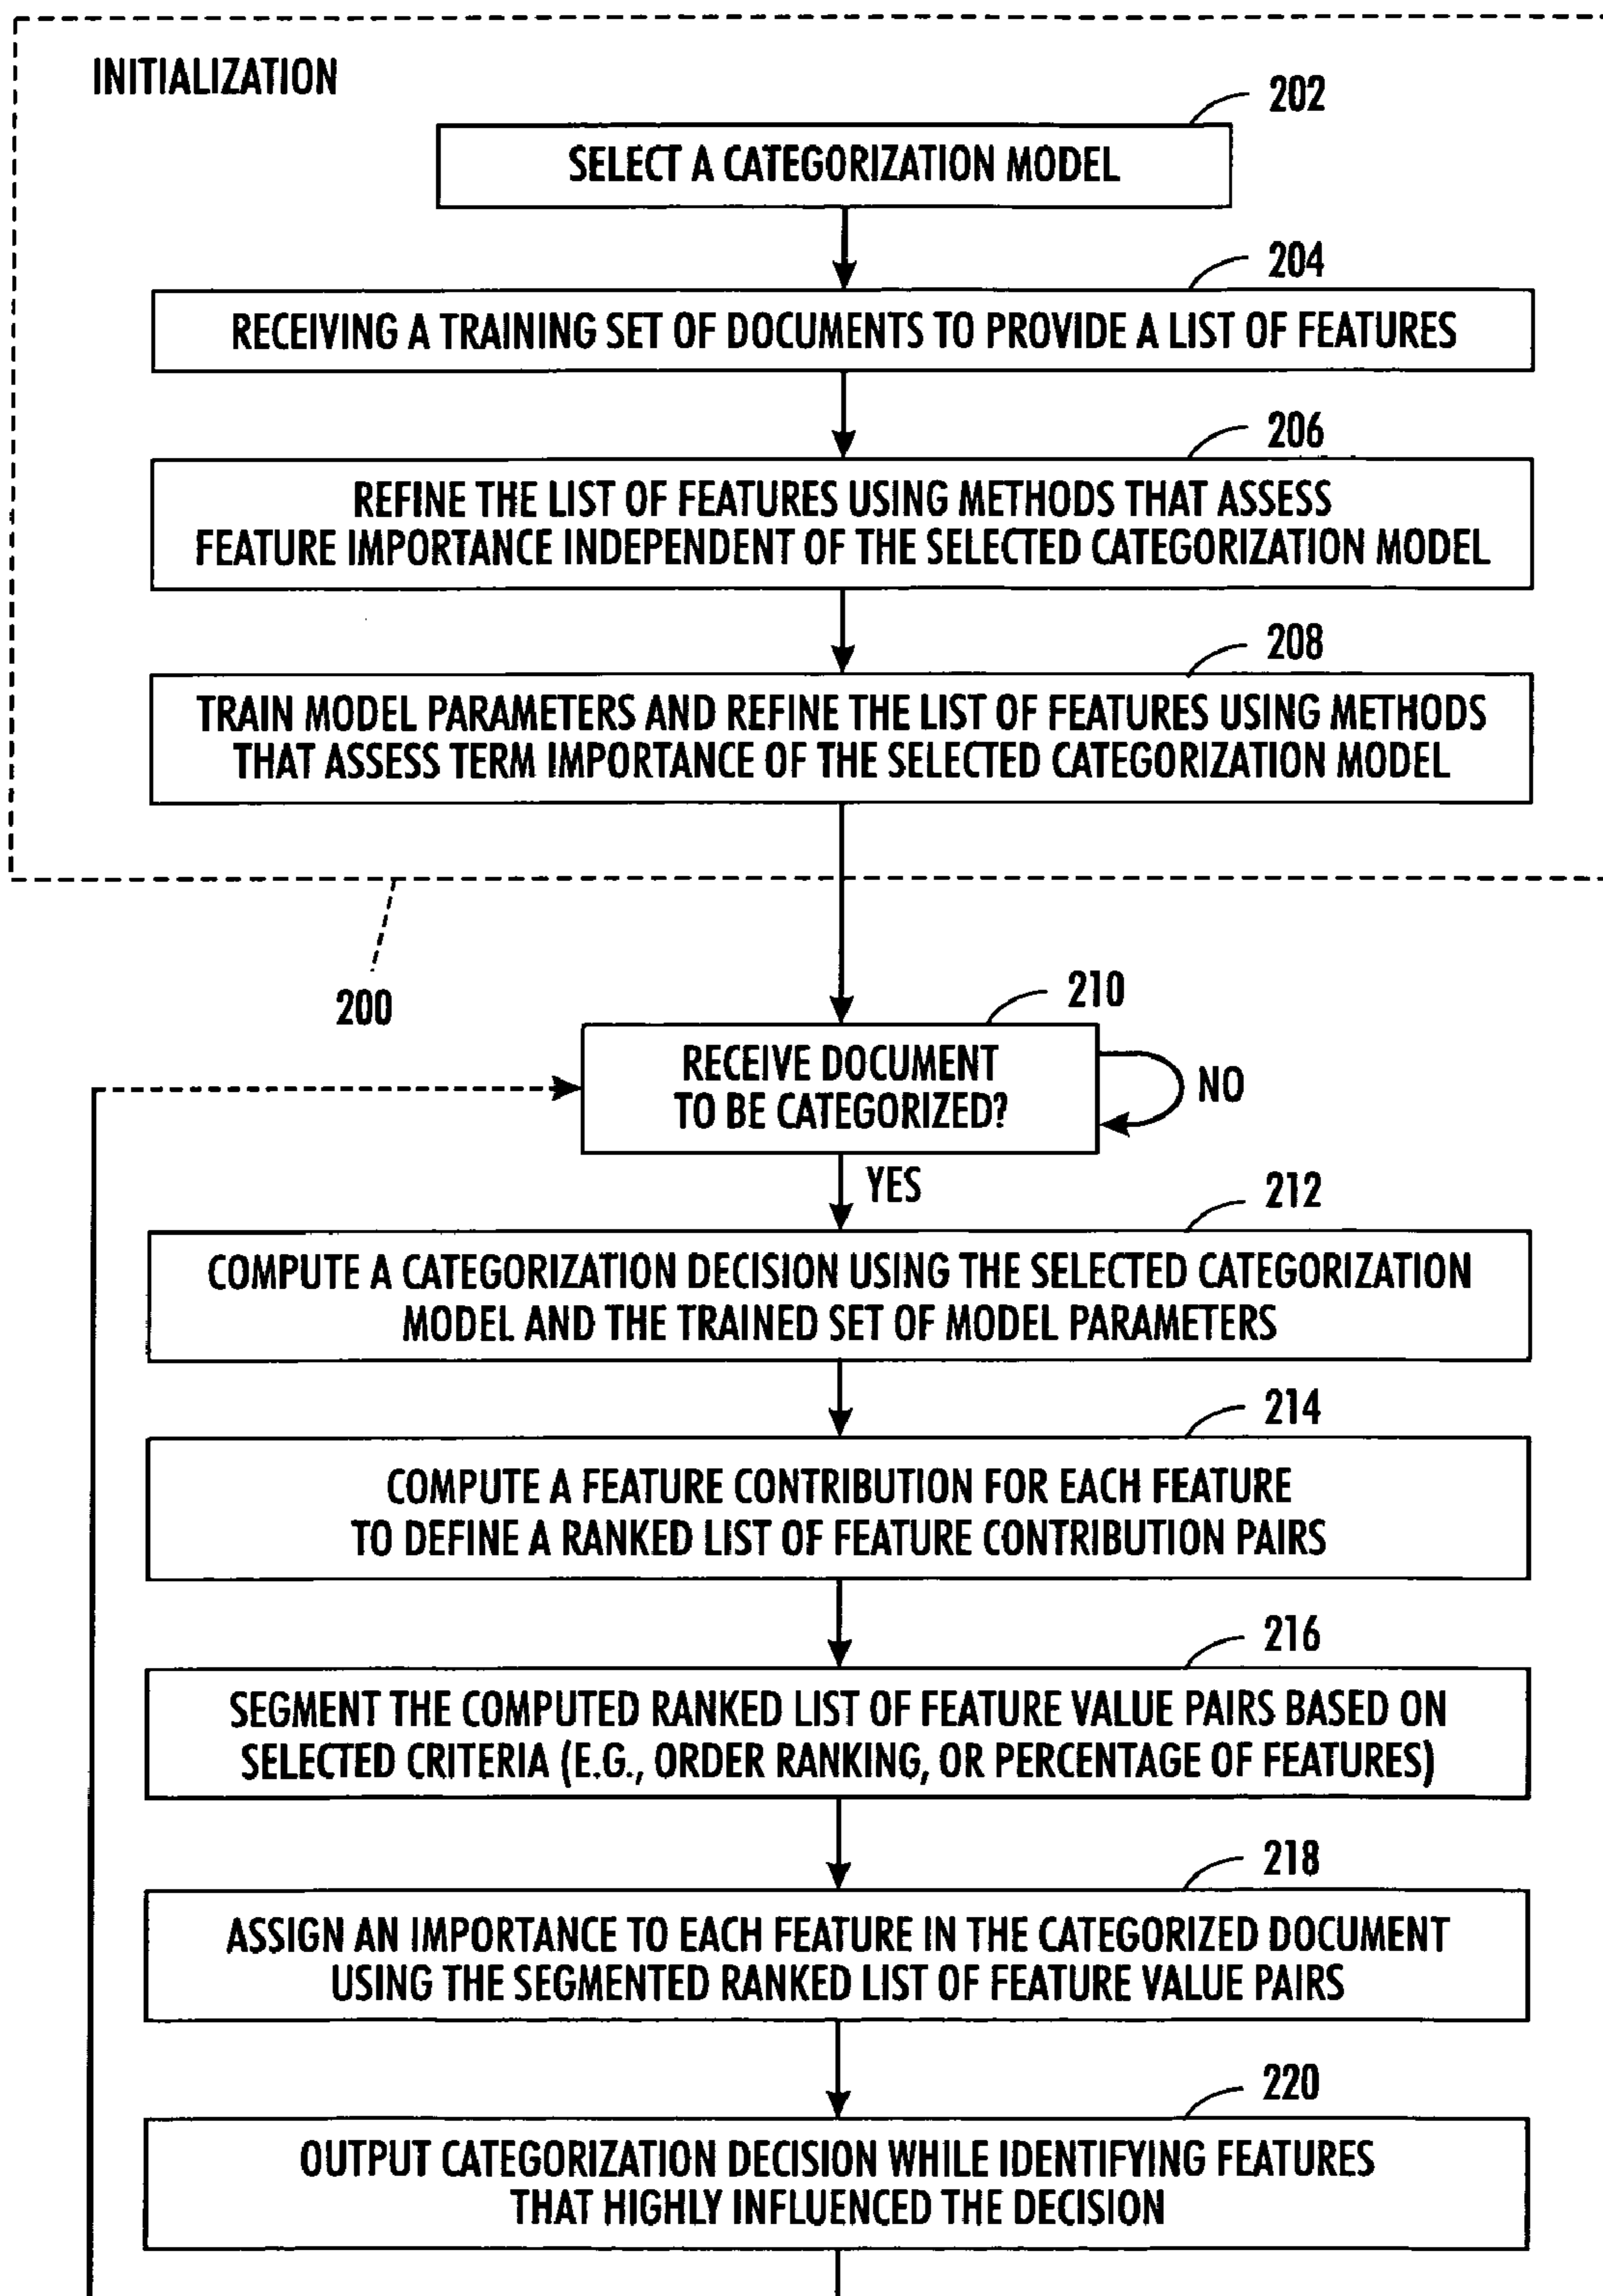 INITIALIZATION
202
SELECT A CATEGORIZATION MODEL
204
RECEIVING A TRAINING SET OF DOCUMENTS TO PROVIDE A LIST OF FEATURES
206
REFINE THE LIST OF FEATURES USING METHODS THAT ASSESS
FEATURE IMPORTANCE INDEPENDENT OF THE SELECTED CATEGORIZATION MODEL
208
TRAIN MODEL PARAMETERS AND REFINE THE LIST OF FEATURES USING METHODS
THAT ASSESS TERM IMPORTANCE OF THE SELECTED CATEGORIZATION MODEL
200
210
RECEIVE DOCUMENT
TO BE CATEGORIZED?
NO
YES
212
COMPUTE A CATEGORIZATION DECISION USING THE SELECTED CATEGORIZATION
MODEL AND THE TRAINED SET OF MODEL PARAMETERS
214
COMPUTE A FEATURE CONTRIBUTION FOR EACH FEATURE
TO DEFINE A RANKED LIST OF FEATURE CONTRIBUTION PAIRS
216
SEGMENT THE COMPUTED RANKED LIST OF FEATURE VALUE PAIRS BASED ON
SELECTED CRITERIA (E.G., ORDER RANKING, OR PERCENTAGE OF FEATURES)
218
ASSIGN AN IMPORTANCE TO EACH FEATURE IN THE CATEGORIZED DOCUMENT
USING THE SEGMENTED RANKED LIST OF FEATURE VALUE PAIRS
220
OUTPUT CATEGORIZATION DECISION WHILE IDENTIFYING FEATURES
THAT HIGHLY INFLUENCED THE DECISION